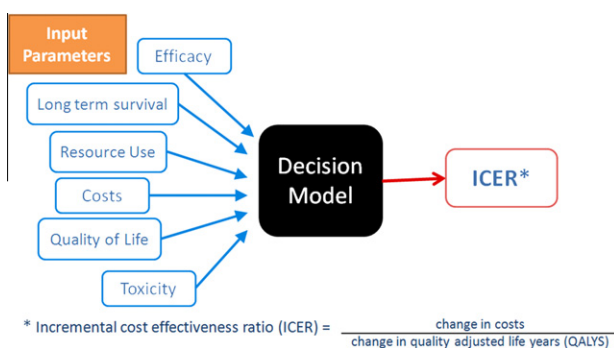 Input
Parameters
Efficacy
Long term survival
Resource Use
Costs
Quality of Life
Toxicity
Decision
Model
ICER*
* Incremental cost effectiveness ratio (ICER) =
change in costs
change in quality adjusted life years (QALYS)